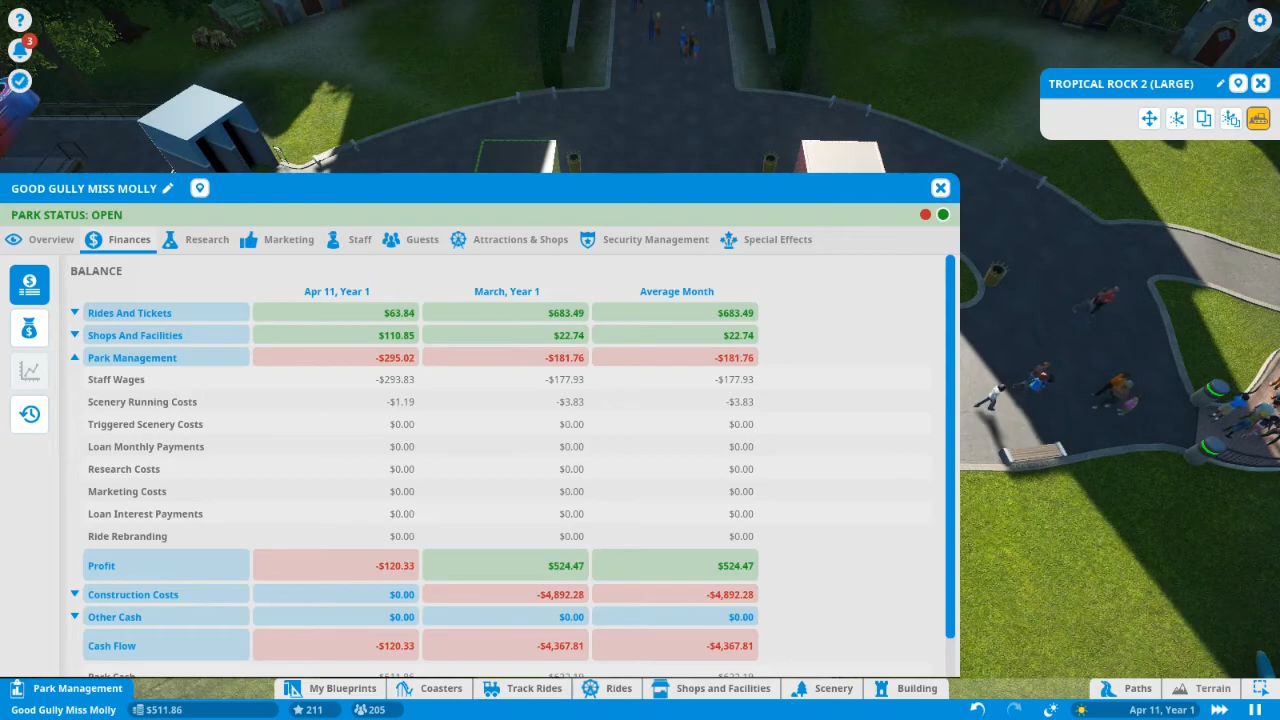 ?
3
TROPICAL ROCK 2 (LARGE)
GOOD GULLY MISS MOLLY
PARK STATUS: OPEN
Overview Finances Research Marketing Staff Guests Attractions & Shops Security Management Special Effects
BALANCE
Apr 11, Year 1 March, Year 1 Average Month
Rides And Tickets $63.84 $683.49 $683.49
Shops And Facilities $110.85 $22.74 $22.74
Park Management -$295.02 -$181.76 -$181.76
Staff Wages -$293.83 -$177.93 -$177.93
Scenery Running Costs -$1.19 -$3.83 -$3.83
Triggered Scenery Costs $0.00 $0.00 $0.00
Loan Monthly Payments $0.00 $0.00 $0.00
Research Costs $0.00 $0.00 $0.00
Marketing Costs $0.00 $0.00 $0.00
Loan Interest Payments $0.00 $0.00 $0.00
Ride Rebranding $0.00 $0.00 $0.00
Profit -$120.33 $524.47 $524.47
Construction Costs $0.00 -$4,892.28 -$4,892.28
Other Cash $0.00 $0.00 $0.00
Cash Flow -$120.33 -$4,367.81 -$4,367.81
Park Management My Blueprints Coasters Track Rides Rides Shops and Facilities Scenery Building Paths Terrain
Good Gully Miss Molly $511.86 211 205 Apr 11, Year 1